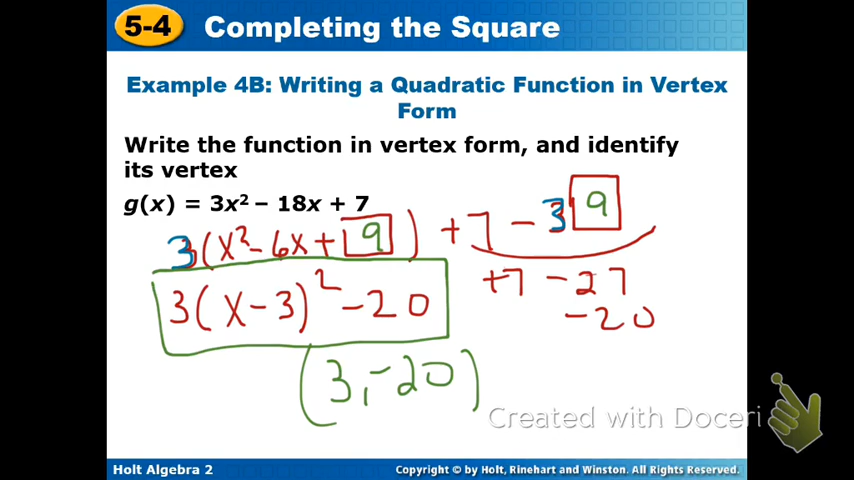 5-4 Completing the Square
Example 4B: Writing a Quadratic Function in Vertex
Form
Write the function in vertex form, and identify
its vertex
g(x) = 3x² – 18x + 7
3(x² - 6x + 9) + 7 - 3 9
+7 - 27
3(x - 3)² - 20
-20
(3, -20)
Created with Doceri
Holt Algebra 2
Copyright © by Holt, Rinehart and Winston. All Rights Reserved.